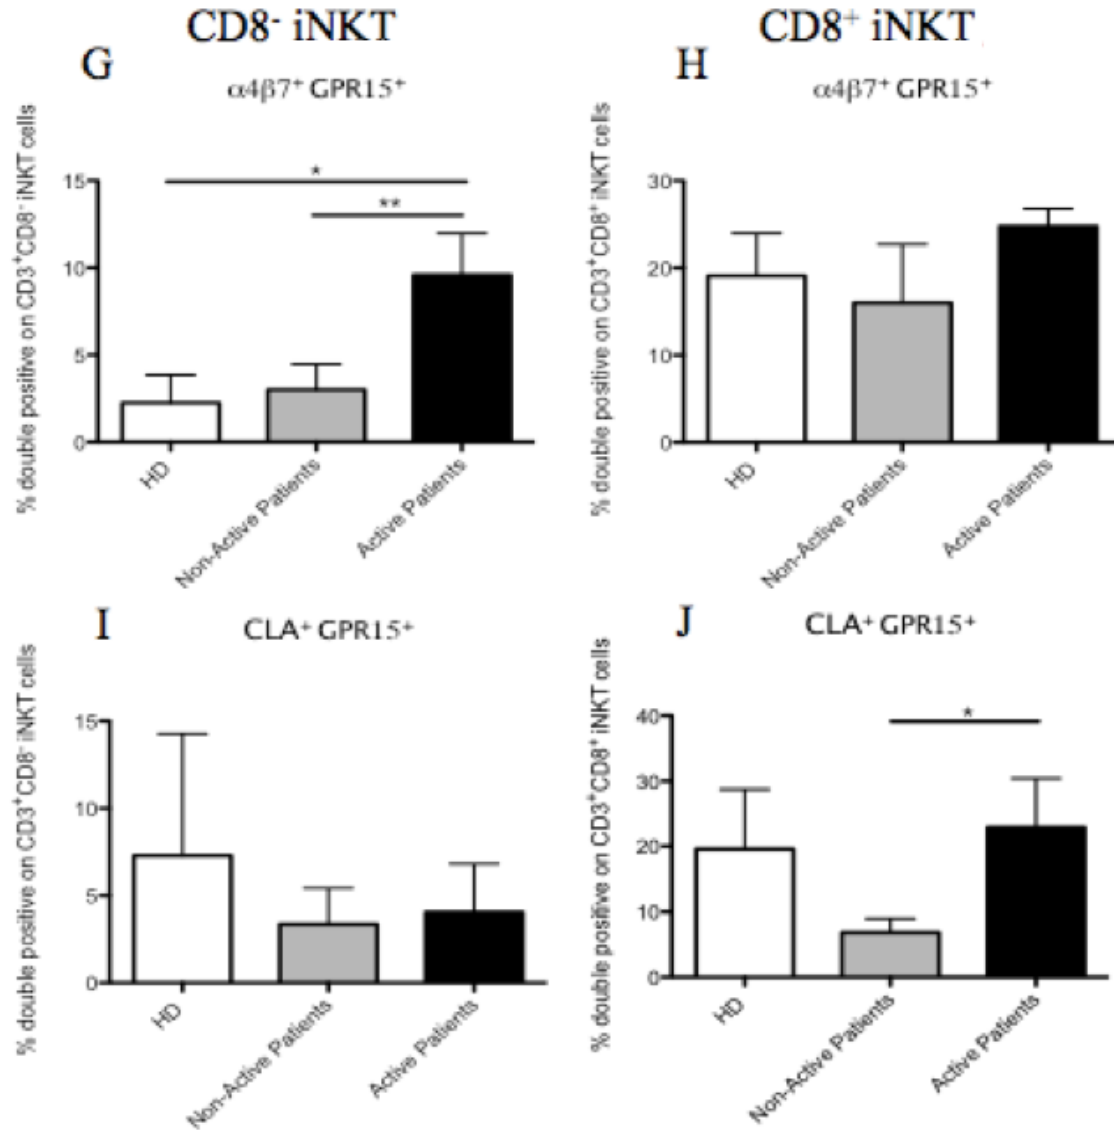 CD8⁻ iNKT
CD8⁺ iNKT
G
α4β7⁺ GPR15⁺
% double positive on CD3⁺CD8⁻ iNKT cells
15
10
5
0
*
**
HD
Non-Active Patients
Active Patients
H
α4β7⁺ GPR15⁺
% double positive on CD3⁺CD8⁺ iNKT cells
30
20
10
0
HD
Non-Active Patients
Active Patients
I
CLA⁺ GPR15⁺
% double positive on CD3⁺CD8⁻ iNKT cells
15
10
5
0
HD
Non-Active Patients
Active Patients
J
CLA⁺ GPR15⁺
% double positive on CD3⁺CD8⁺ iNKT cells
40
30
20
10
0
*
HD
Non-Active Patients
Active Patients